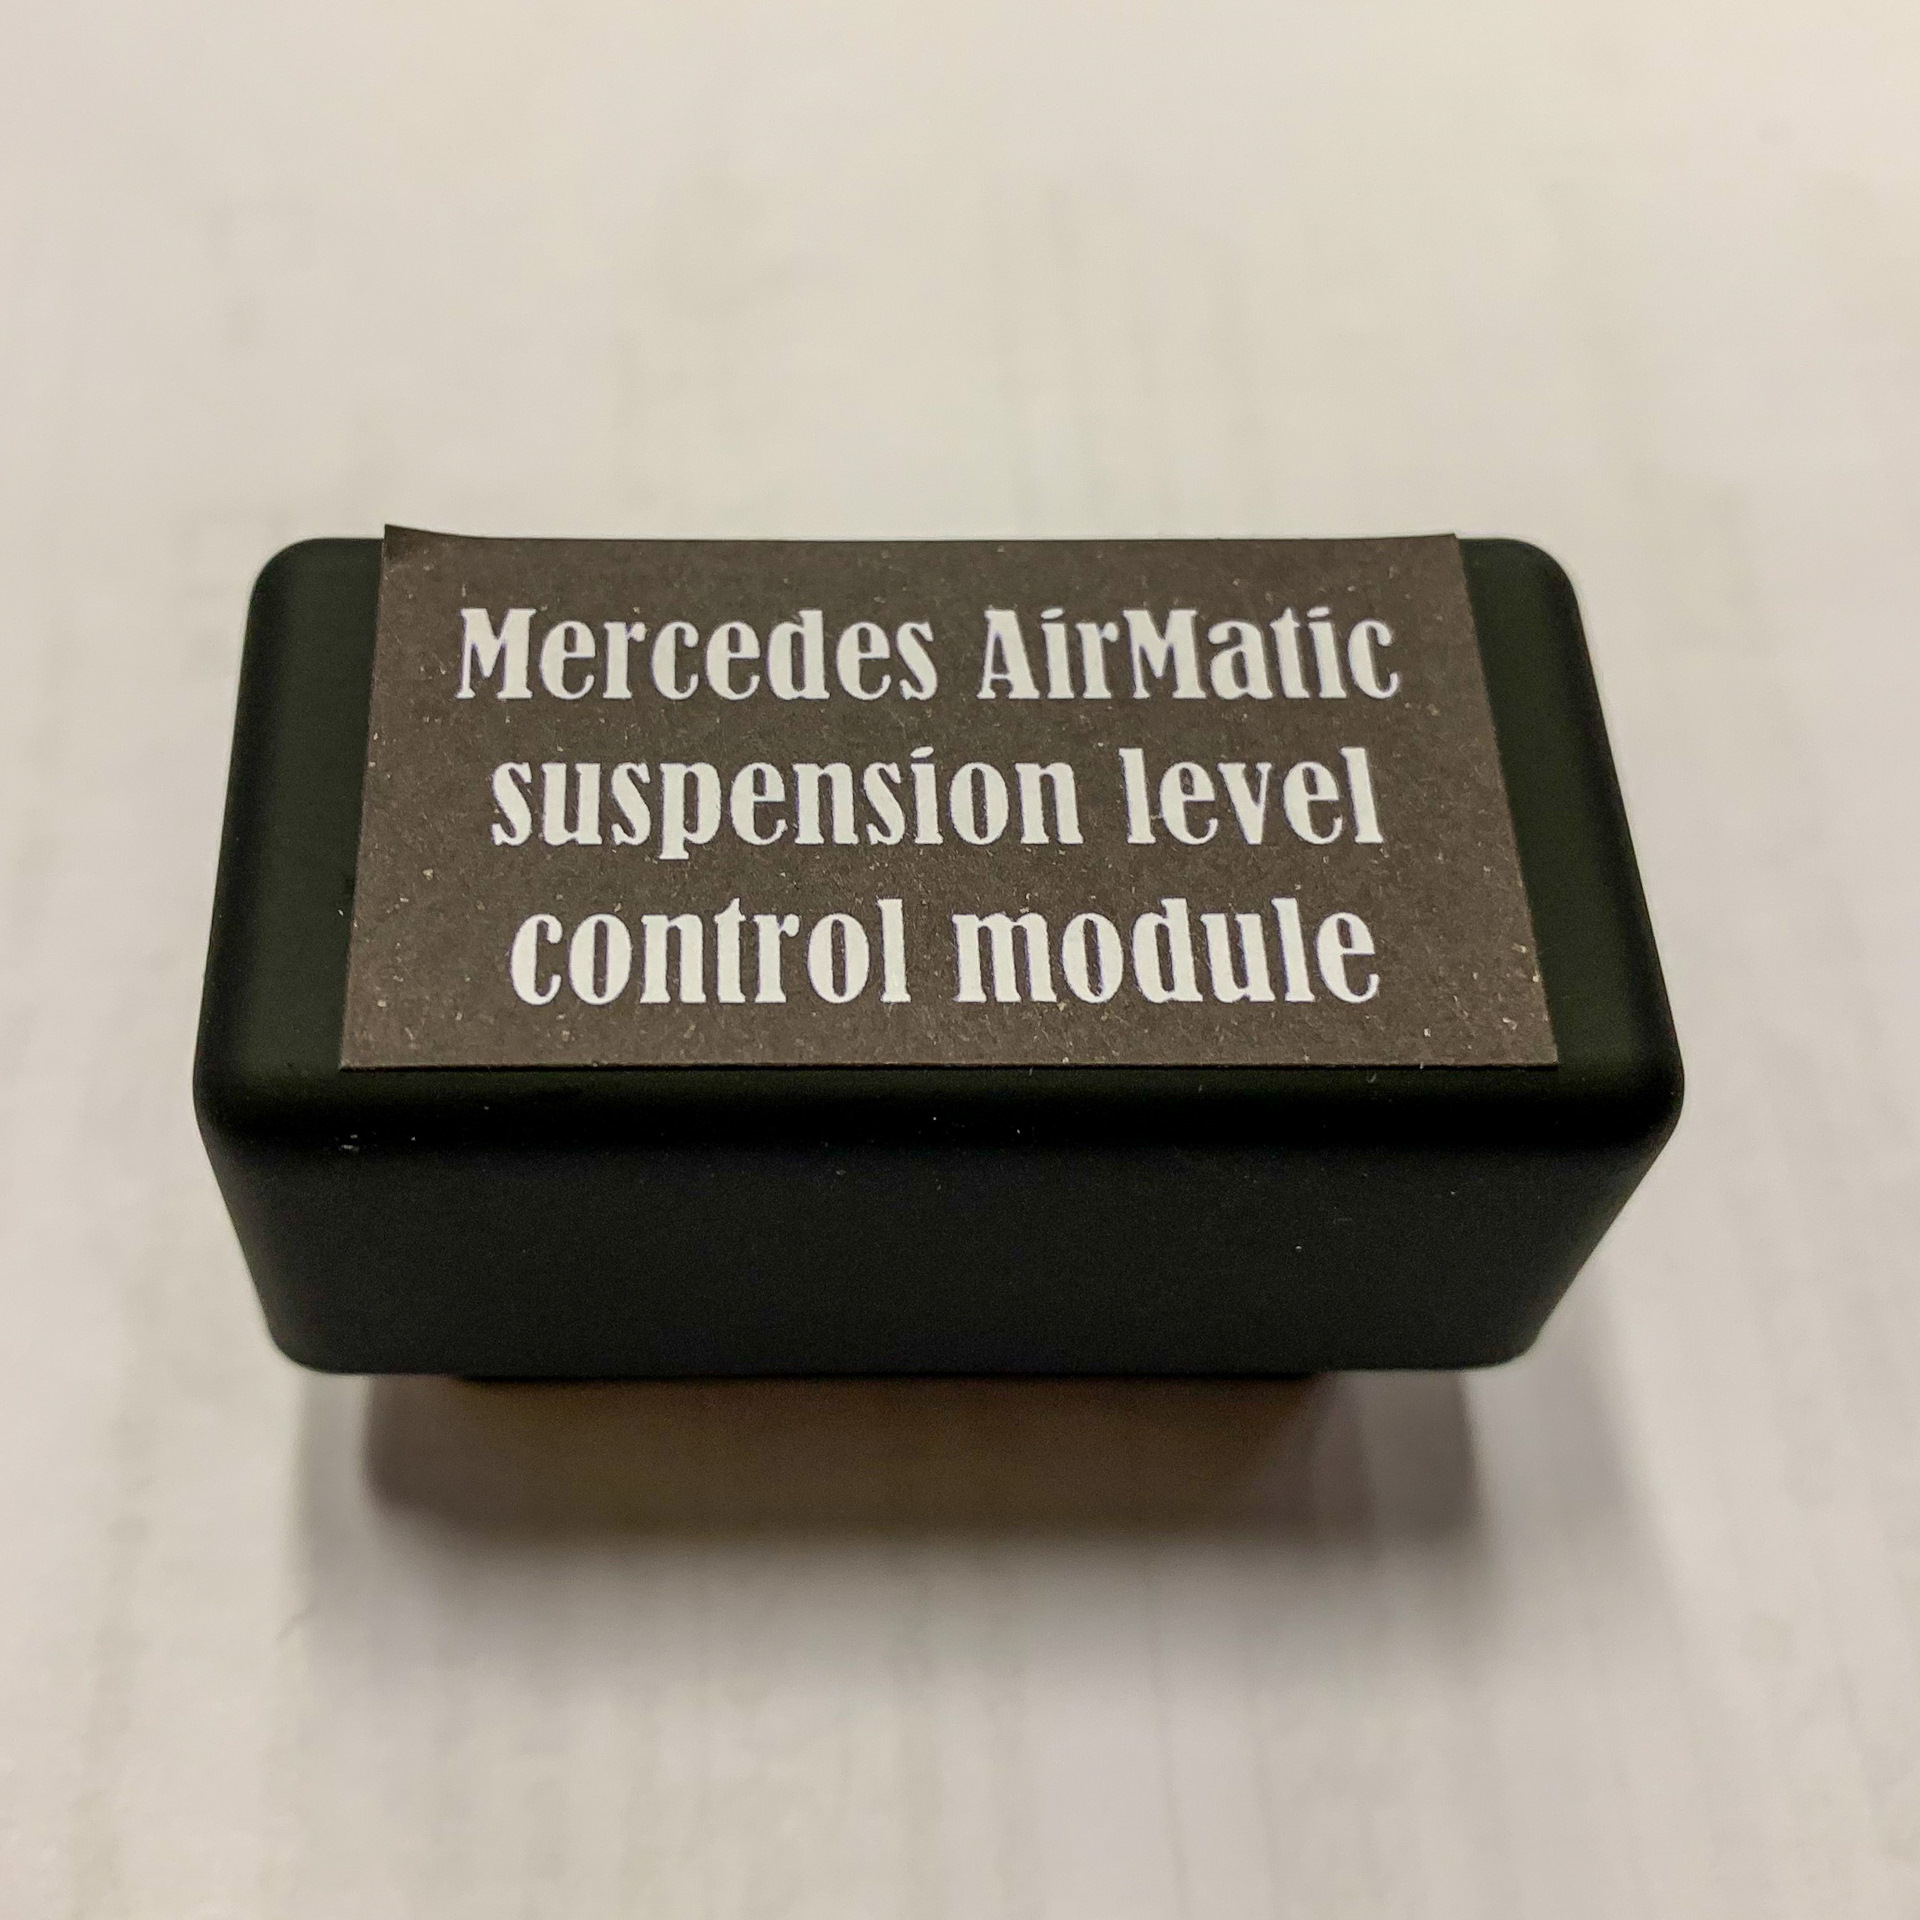 Mercedes AirMatic
suspension level
control module